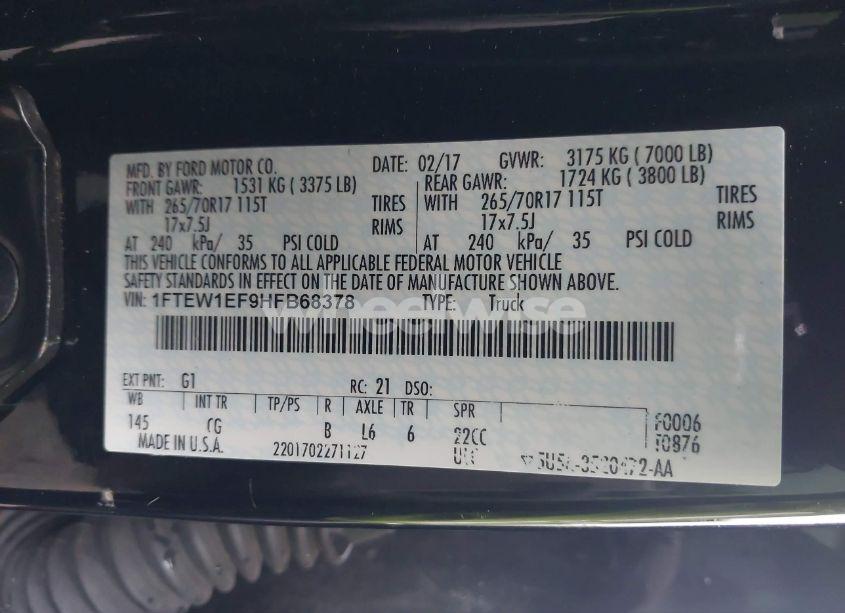 MFD. BY FORD MOTOR CO. DATE: 02/17 GVWR: 3175 KG ( 7000 LB)
FRONT GAWR: 1531 KG ( 3375 LB) REAR GAWR: 1724 KG ( 3800 LB)
WITH 265/70R17 115T TIRES WITH 265/70R17 115T TIRES
17x7.5J RIMS 17x7.5J RIMS
AT 240 kPa/ 35 PSI COLD AT 240 kPa/ 35 PSI COLD
THIS VEHICLE CONFORMS TO ALL APPLICABLE FEDERAL MOTOR VEHICLE
SAFETY STANDARDS IN EFFECT ON THE DATE OF MANUFACTURE SHOWN ABOVE.
VIN: 1FTEW1EF9HFB68378 TYPE: Truck
wheelwise
EXT PNT: G1 RC: 21 DSO:
WB INT TR TP/PS R AXLE TR SPR
145 CG B L6 6 22CC
F0006
T0876
MADE IN U.S.A. 2201702271127